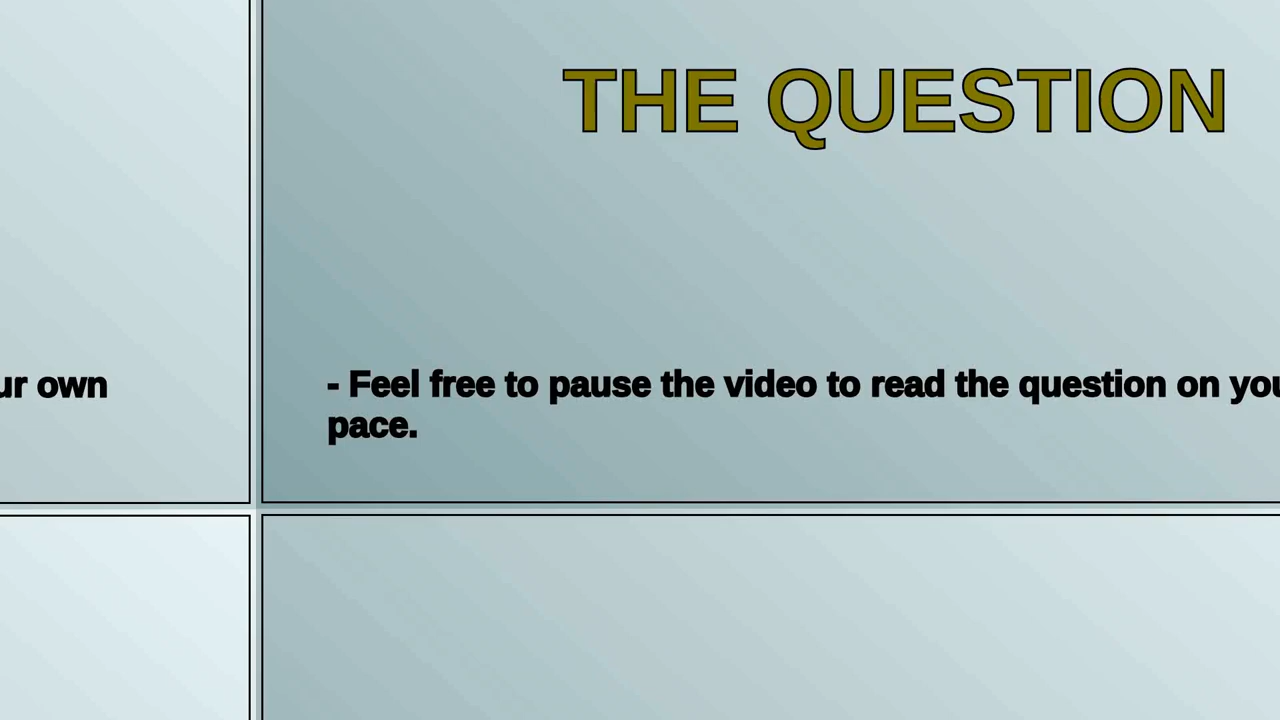 THE QUESTION
ur own
- Feel free to pause the video to read the question on you
pace.